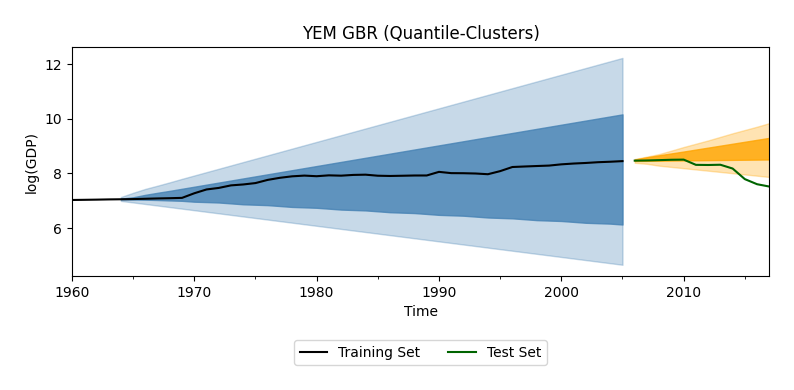 YEM GBR (Quantile-Clusters)
12
10
8
6
log(GDP)
1960 1970 1980 1990 2000 2010
Time
Training Set Test Set